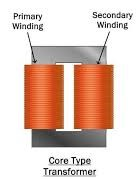 Primary
Winding
Secondary
Winding
Core Type
Transformer